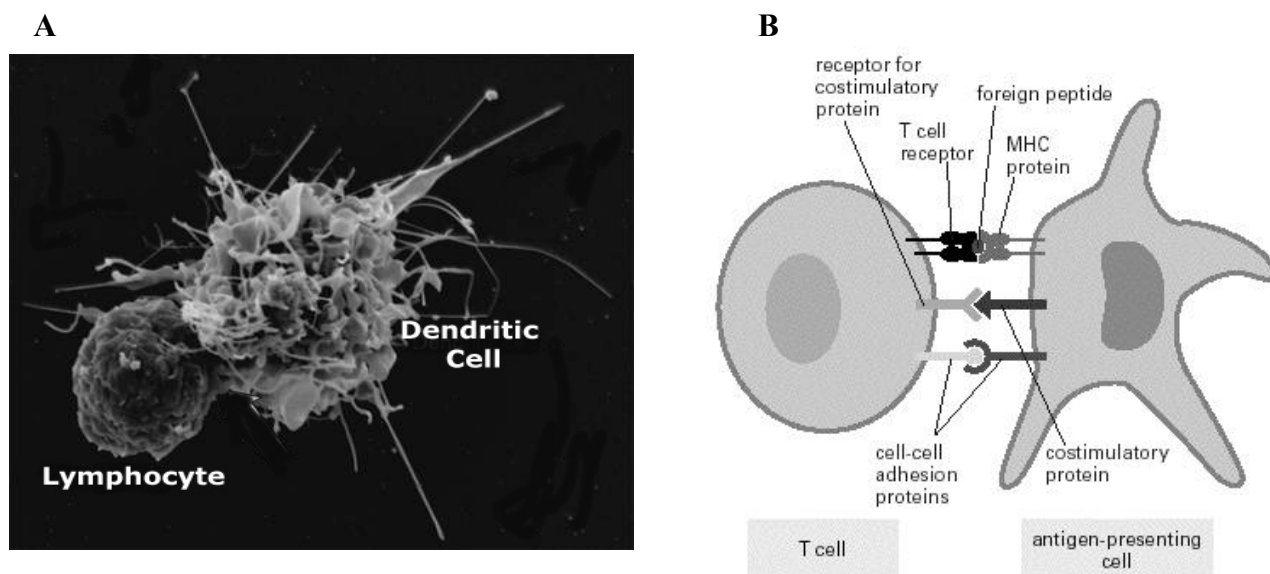 A
B
Dendritic
Cell
Lymphocyte
receptor for
costimulatory
protein
foreign peptide
T cell
receptor
MHC
protein
cell-cell
adhesion
proteins
costimulatory
protein
T cell
antigen-presenting
cell